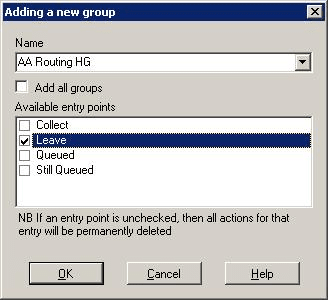 Adding a new group
Name
AA Routing HG
Add all groups
Available entry points
Collect
Leave
Queued
Still Queued
NB If an entry point is unchecked, then all actions for that
entry will be permanently deleted
OK
Cancel
Help